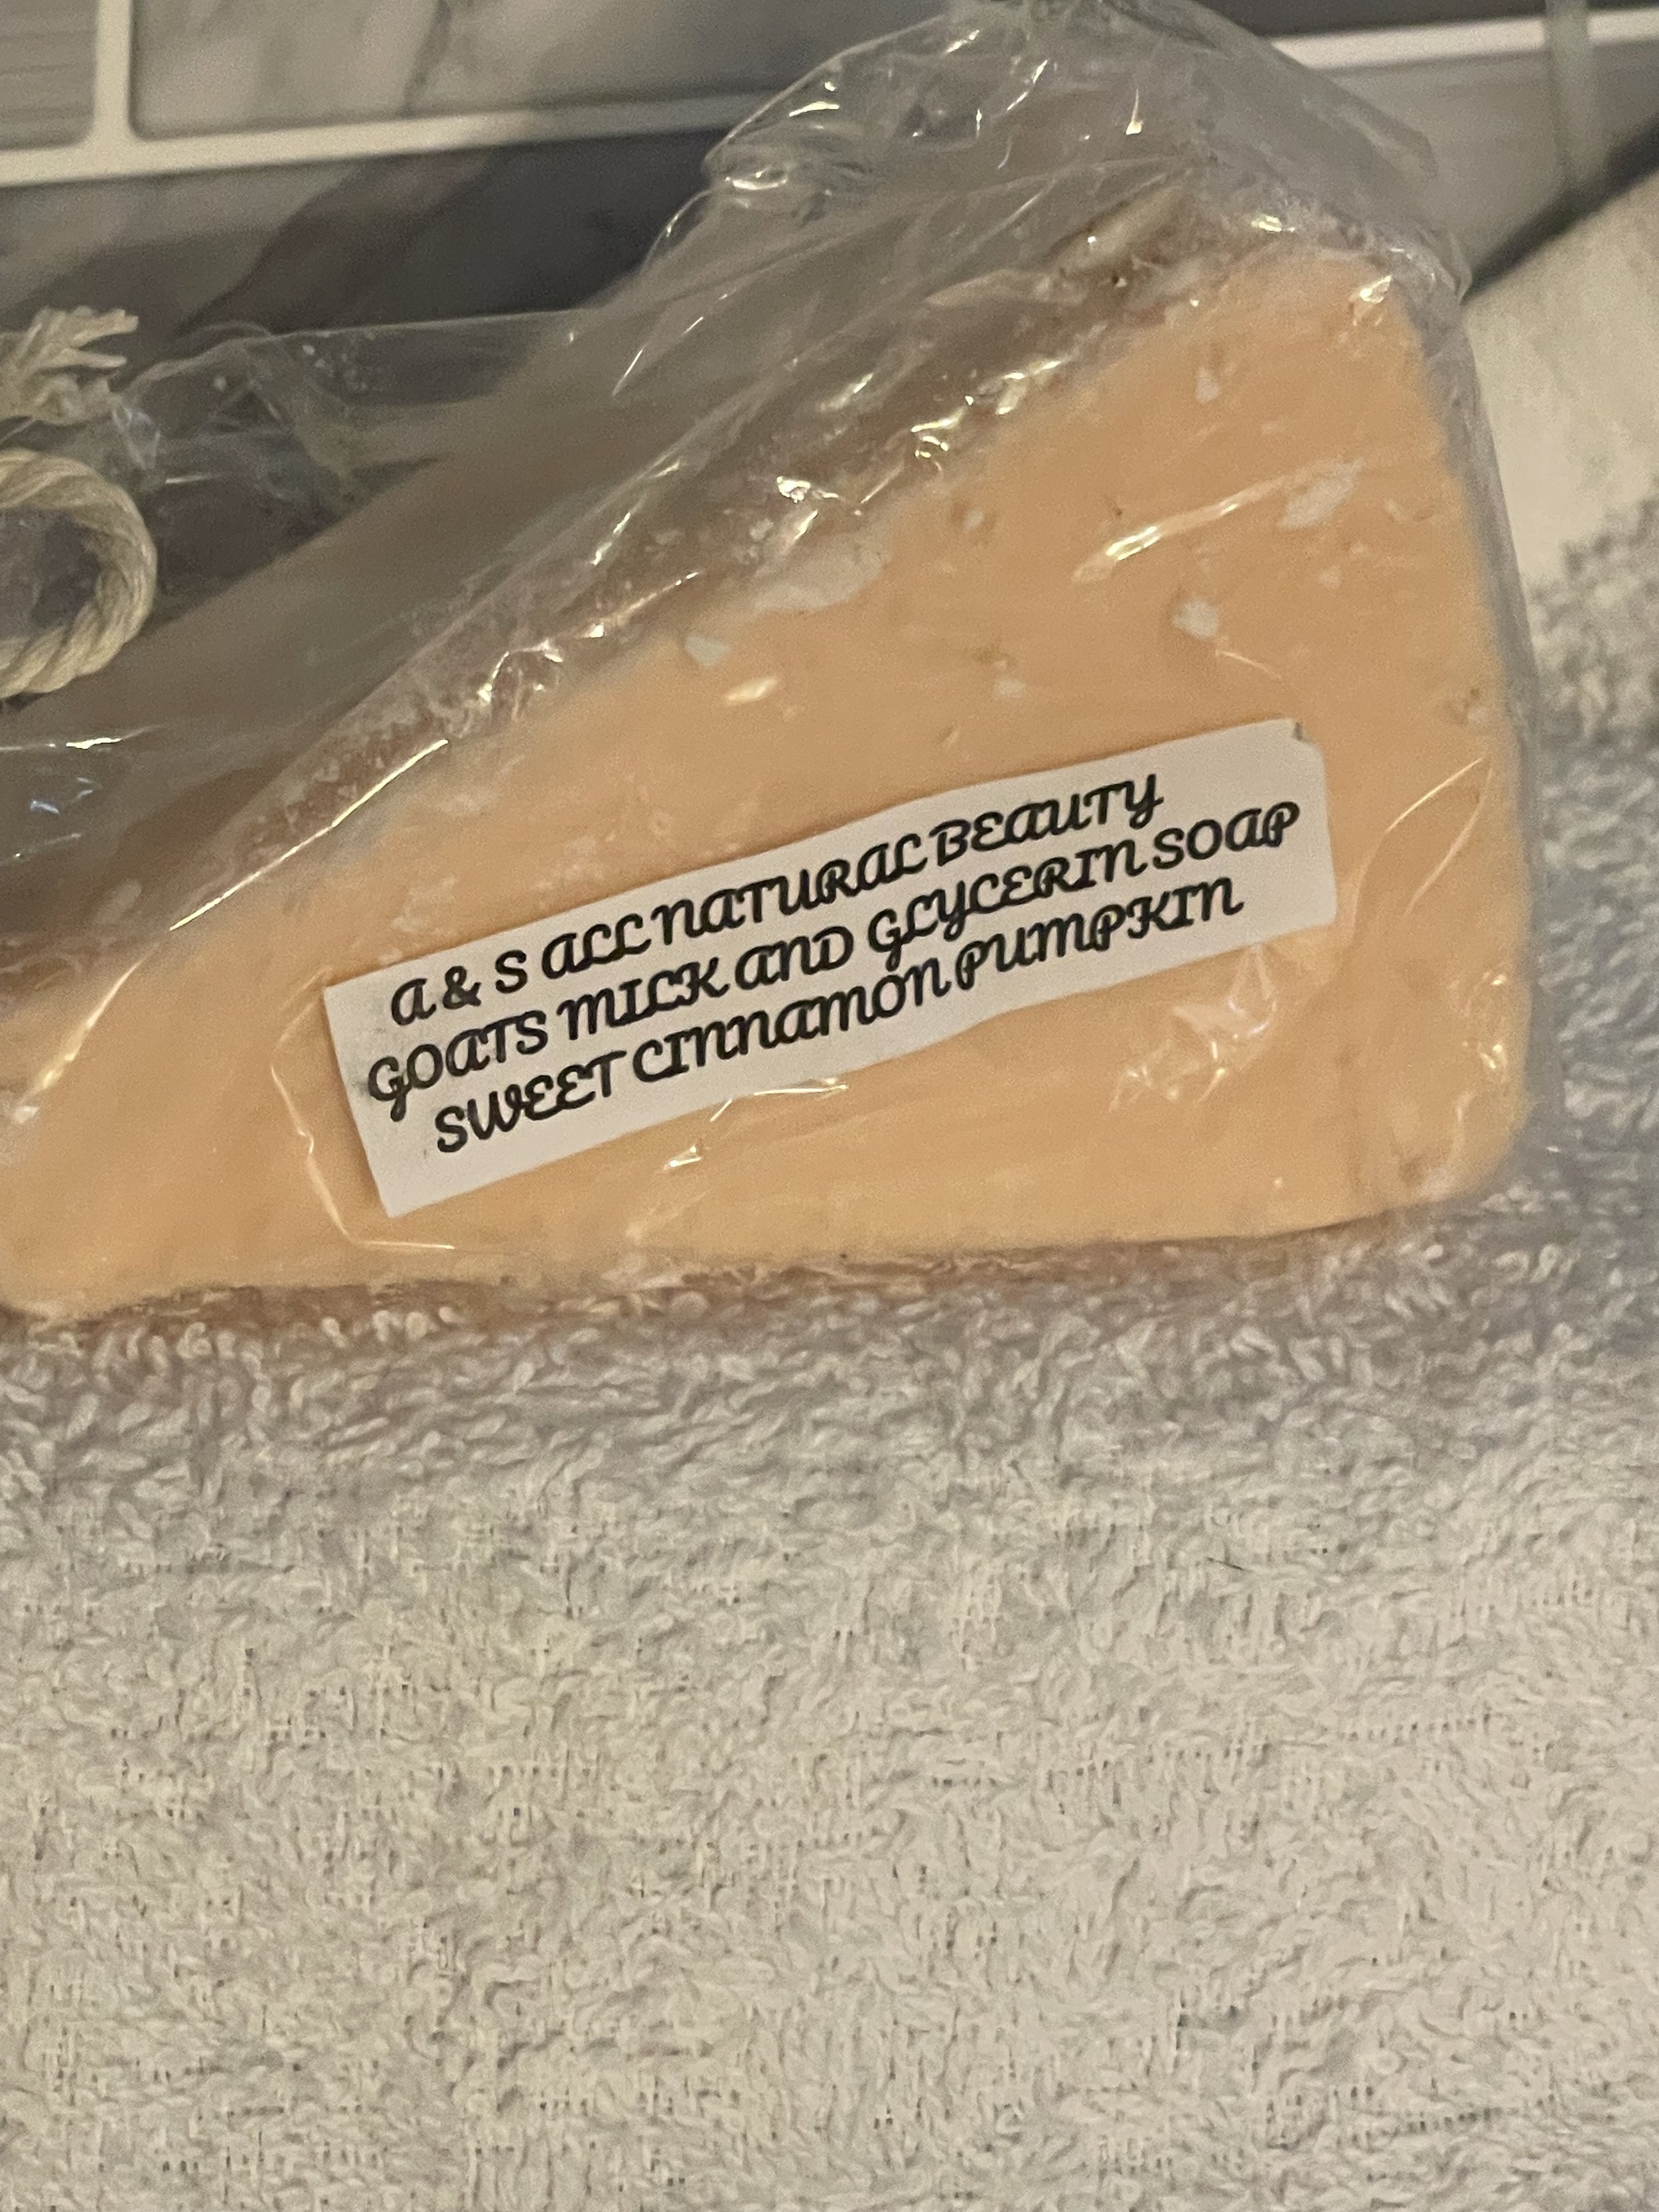 A & S ALL NATURAL BEAUTY
GOATS MILK AND GLYCERIN SOAP
SWEET CINNAMON PUMPKIN